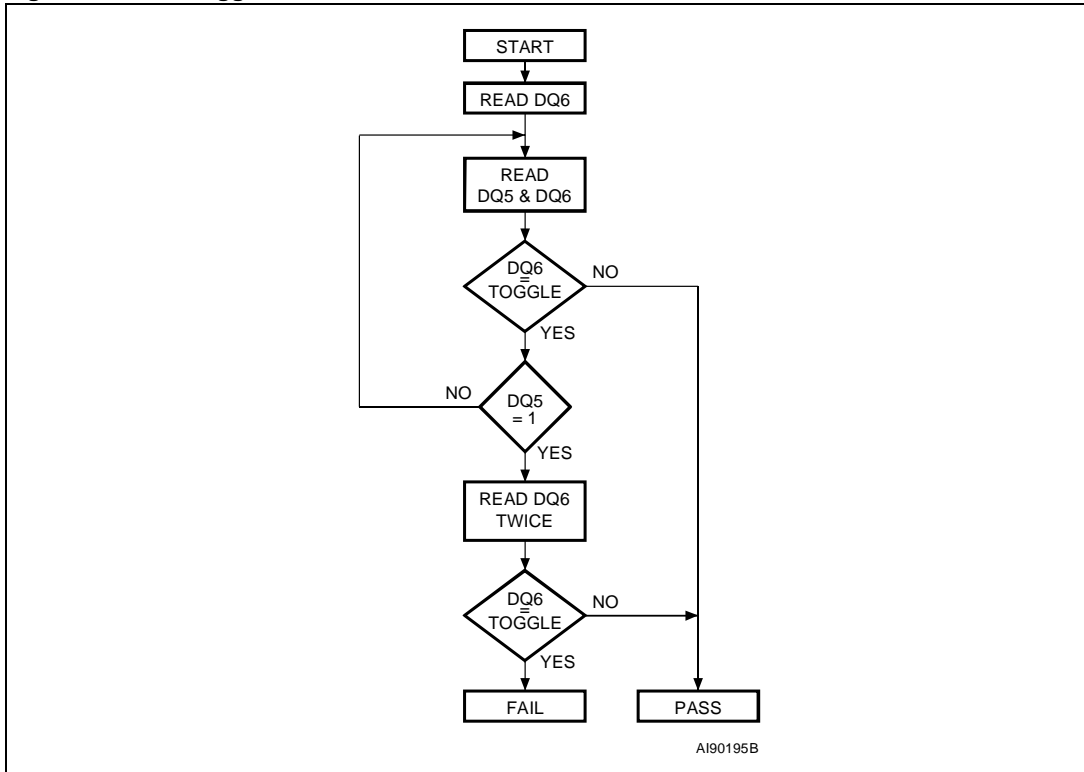 START
READ DQ6
READ
DQ5 & DQ6
DQ6
=
TOGGLE
NO
YES
NO
DQ5
= 1
YES
READ DQ6
TWICE
DQ6
=
TOGGLE
NO
YES
FAIL
PASS
AI90195B